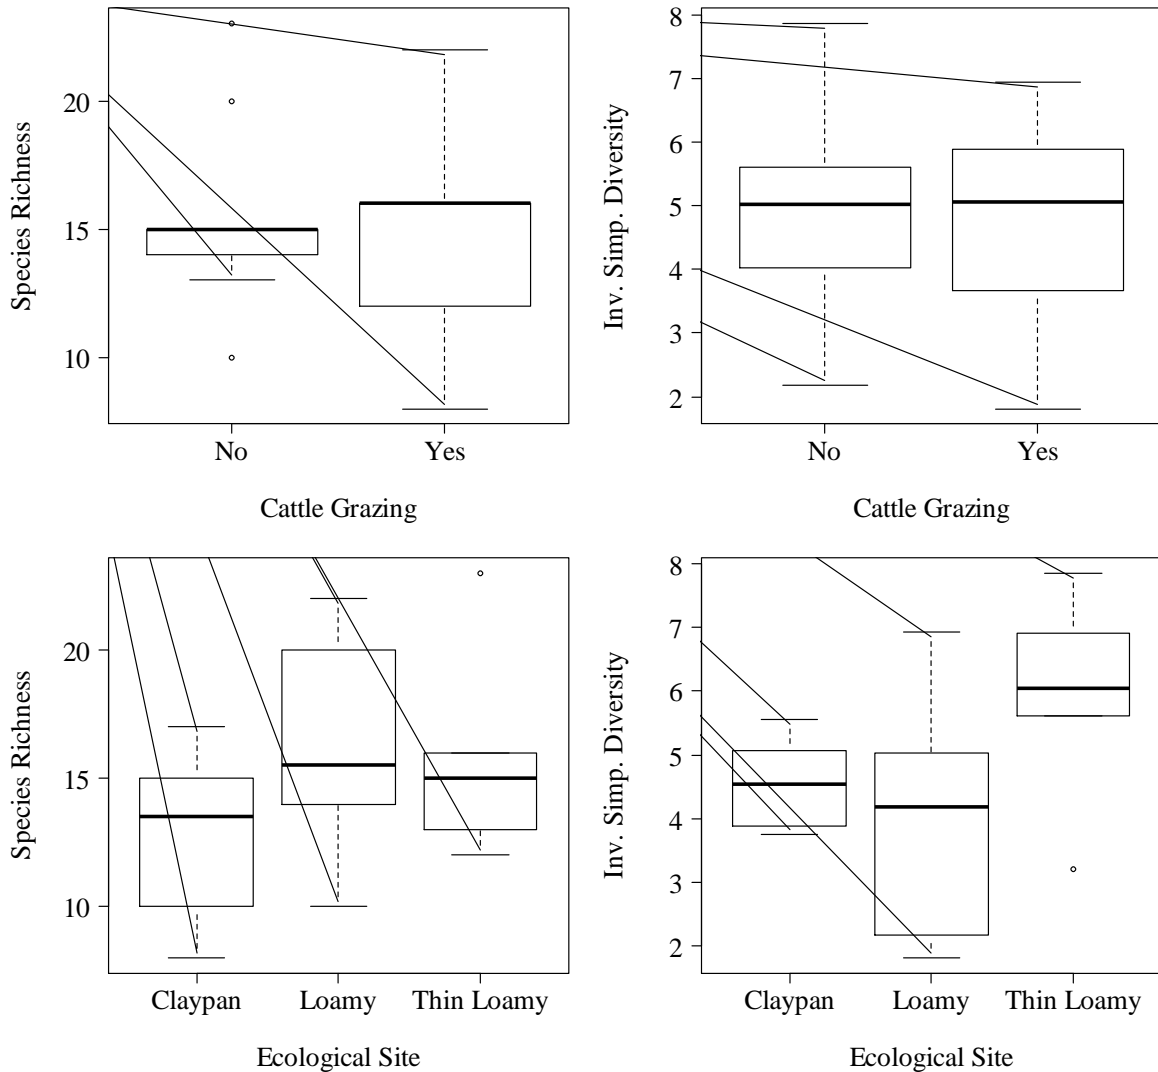 Species Richness
20
15
10
No Yes
Cattle Grazing
Inv. Simp. Diversity
8
7
6
5
4
3
2
No Yes
Cattle Grazing
Species Richness
20
15
10
Claypan Loamy Thin Loamy
Ecological Site
Inv. Simp. Diversity
8
7
6
5
4
3
2
Claypan Loamy Thin Loamy
Ecological Site